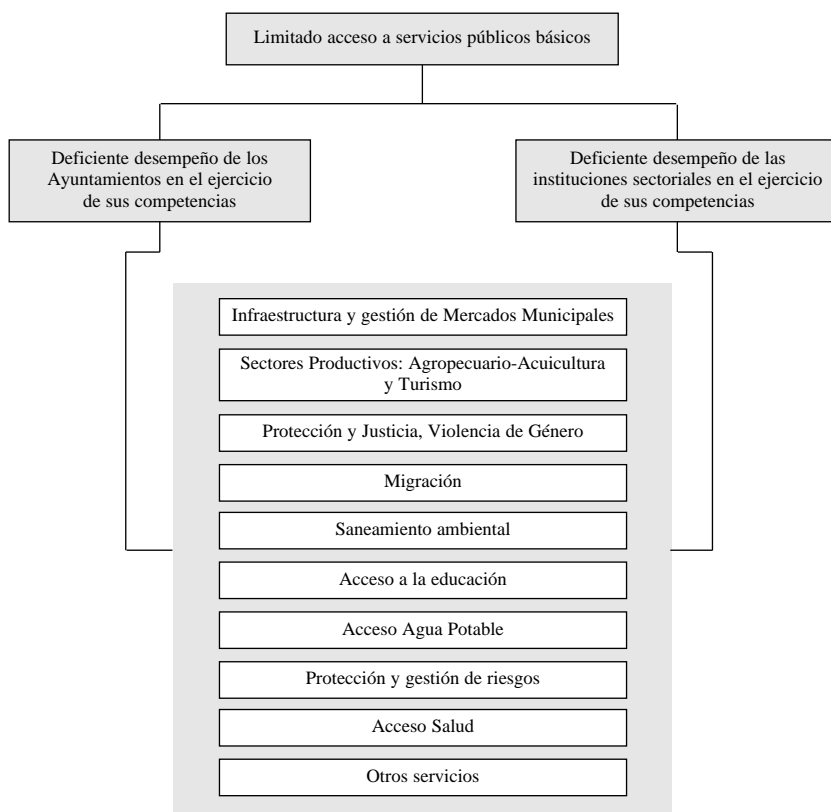 Limitado acceso a servicios públicos básicos
Deficiente desempeño de los
Ayuntamientos en el ejercicio
de sus competencias
Deficiente desempeño de las
instituciones sectoriales en el ejercicio
de sus competencias
Infraestructura y gestión de Mercados Municipales
Sectores Productivos: Agropecuario-Acuicultura
y Turismo
Protección y Justicia, Violencia de Género
Migración
Saneamiento ambiental
Acceso a la educación
Acceso Agua Potable
Protección y gestión de riesgos
Acceso Salud
Otros servicios